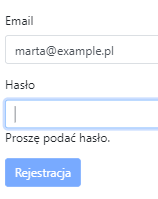 Email
marta@example.pl
Hasło
Proszę podać hasło.
Rejestracja